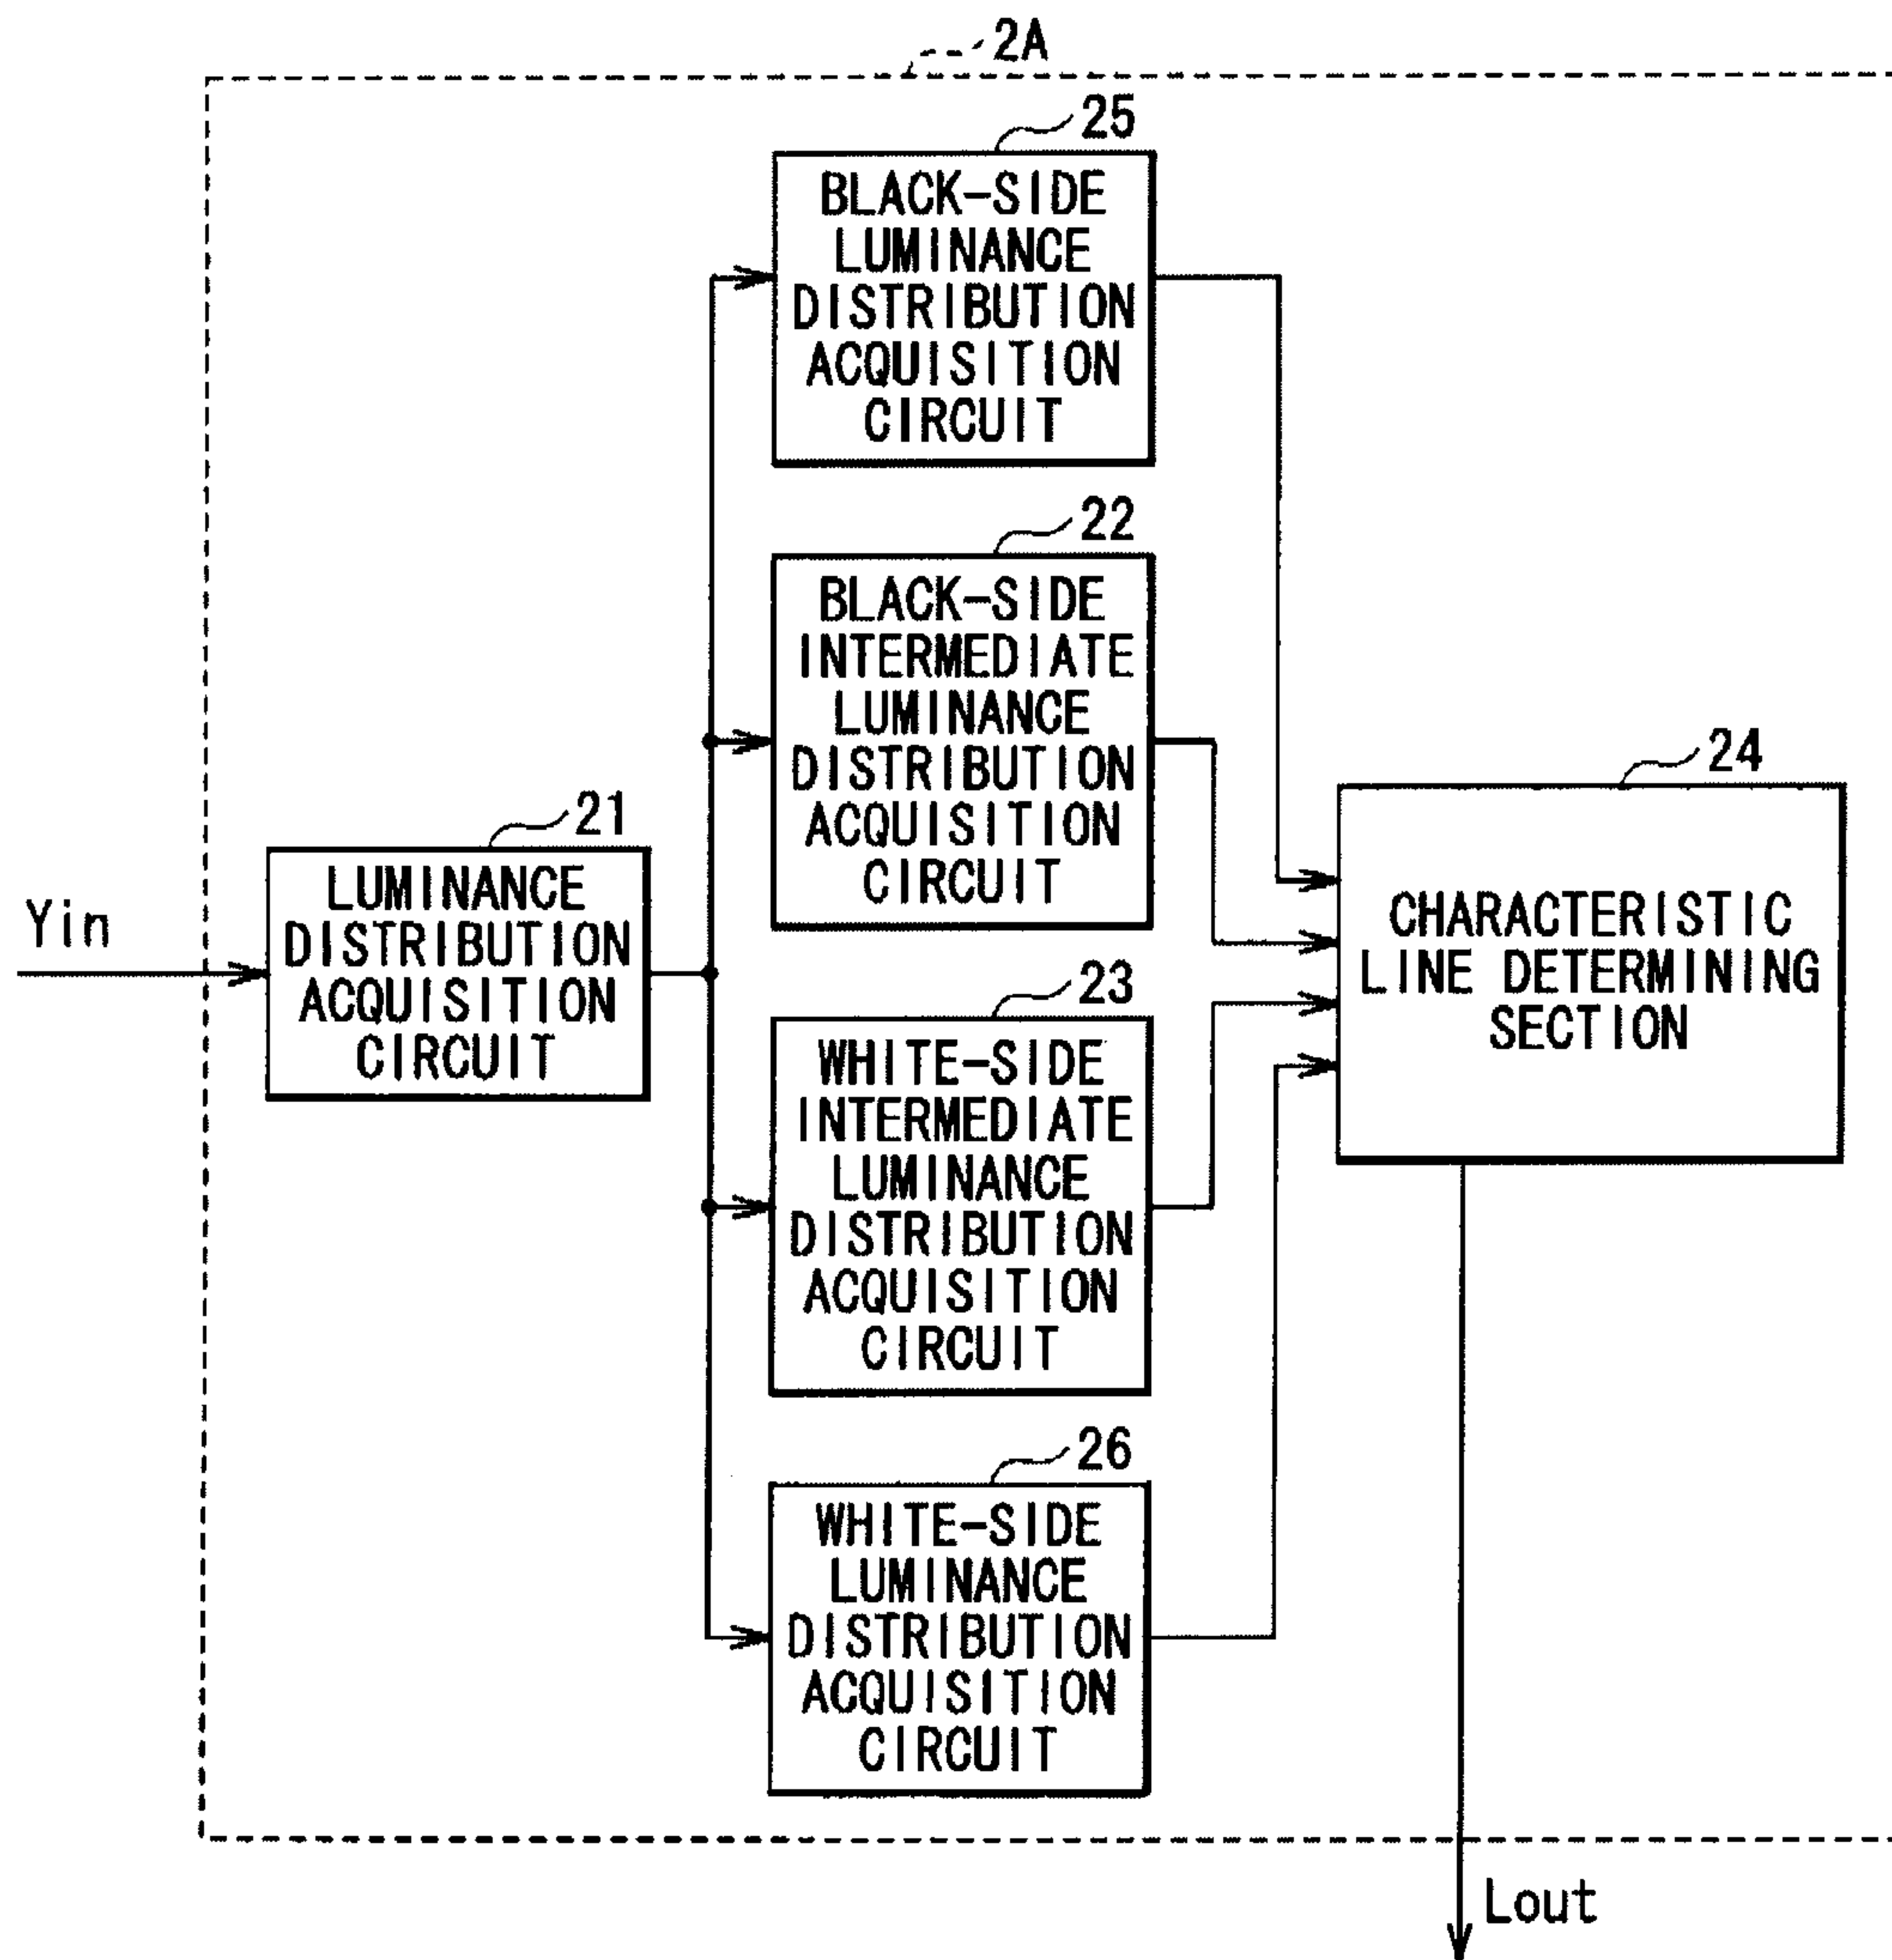 2A
25
BLACK-SIDE
LUMINANCE
DISTRIBUTION
ACQUISITION
CIRCUIT
22
BLACK-SIDE
INTERMEDIATE
LUMINANCE
DISTRIBUTION
ACQUISITION
CIRCUIT
24
CHARACTERISTIC
LINE DETERMINING
SECTION
21
LUMINANCE
DISTRIBUTION
ACQUISITION
CIRCUIT
Yin
23
WHITE-SIDE
INTERMEDIATE
LUMINANCE
DISTRIBUTION
ACQUISITION
CIRCUIT
26
WHITE-SIDE
LUMINANCE
DISTRIBUTION
ACQUISITION
CIRCUIT
Lout